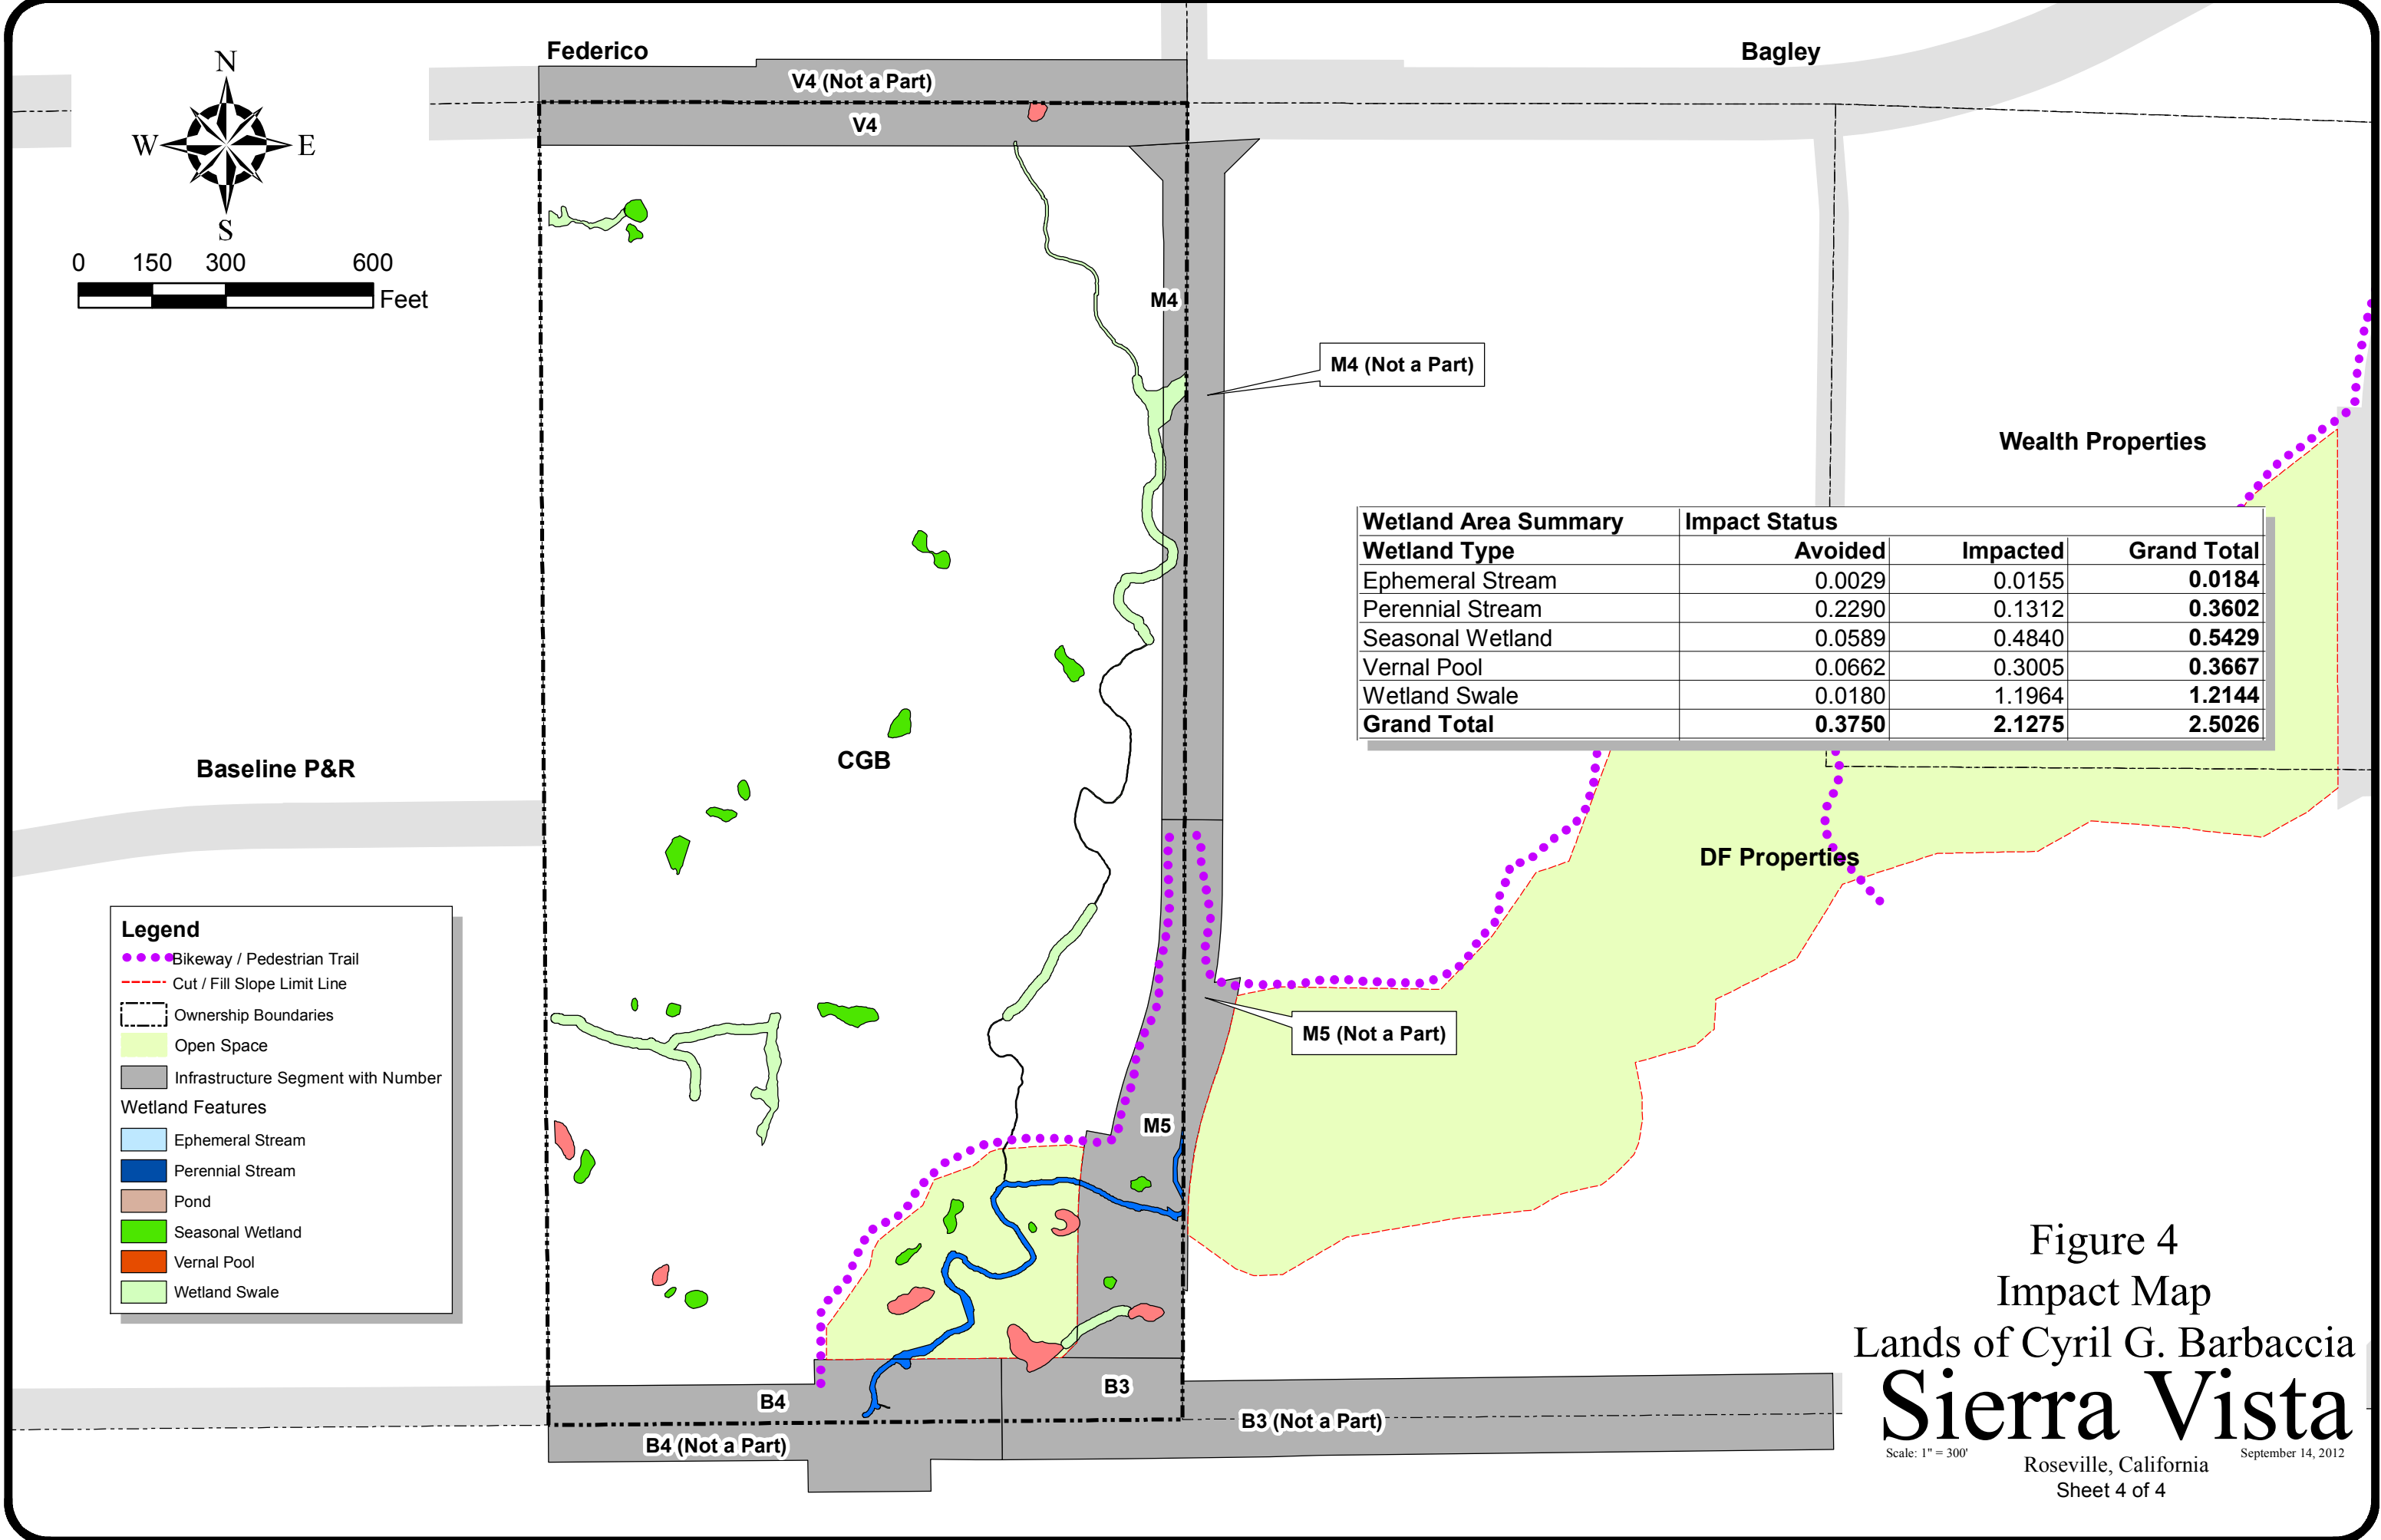 Federico
Bagley
V4 (Not a Part)
V4
N
W
E
S
0 150 300 600
Feet
M4
M4 (Not a Part)
Wealth Properties
Wetland Area Summary Impact Status
Wetland Type Avoided Impacted Grand Total
Ephemeral Stream 0.0029 0.0155 0.0184
Perennial Stream 0.2290 0.1312 0.3602
Seasonal Wetland 0.0589 0.4840 0.5429
Vernal Pool 0.0662 0.3005 0.3667
Wetland Swale 0.0180 1.1964 1.2144
Grand Total 0.3750 2.1275 2.5026
CGB
Baseline P&R
DF Properties
Legend
Bikeway / Pedestrian Trail
Cut / Fill Slope Limit Line
Ownership Boundaries
Open Space
Infrastructure Segment with Number
Wetland Features
Ephemeral Stream
Perennial Stream
Pond
Seasonal Wetland
Vernal Pool
Wetland Swale
M5 (Not a Part)
M5
B4
B3
B4 (Not a Part)
B3 (Not a Part)
Figure 4
Impact Map
Lands of Cyril G. Barbaccia
Sierra Vista
Scale: 1" = 300'
September 14, 2012
Roseville, California
Sheet 4 of 4